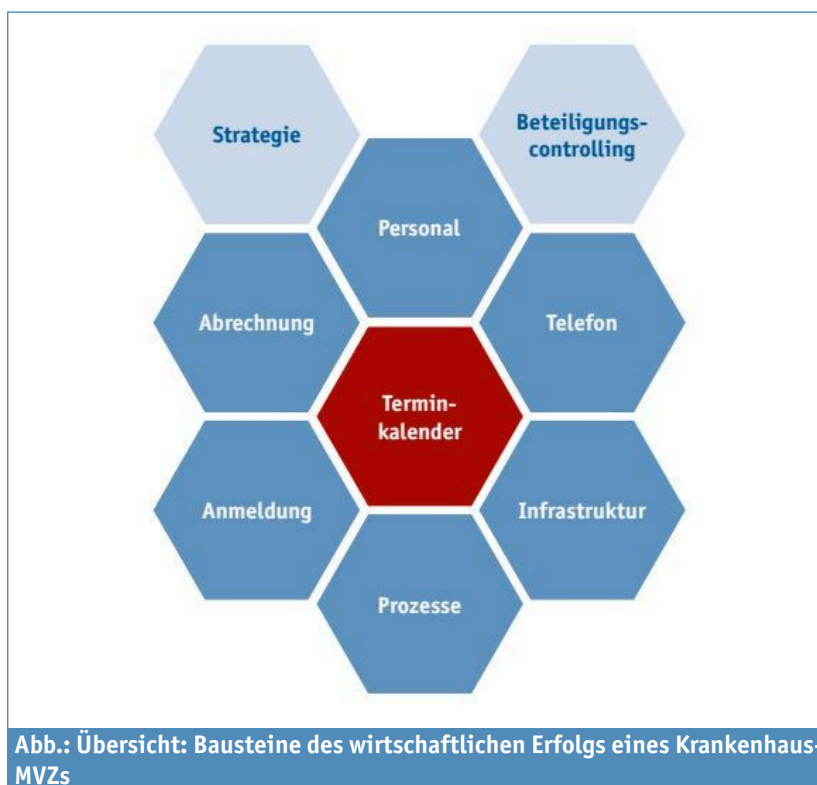 Strategie
Beteiligungs-
controlling
Personal
Abrechnung
Telefon
Termin-
kalender
Anmeldung
Infrastruktur
Prozesse
Abb.: Übersicht: Bausteine des wirtschaftlichen Erfolgs eines Krankenhaus-
MVZs